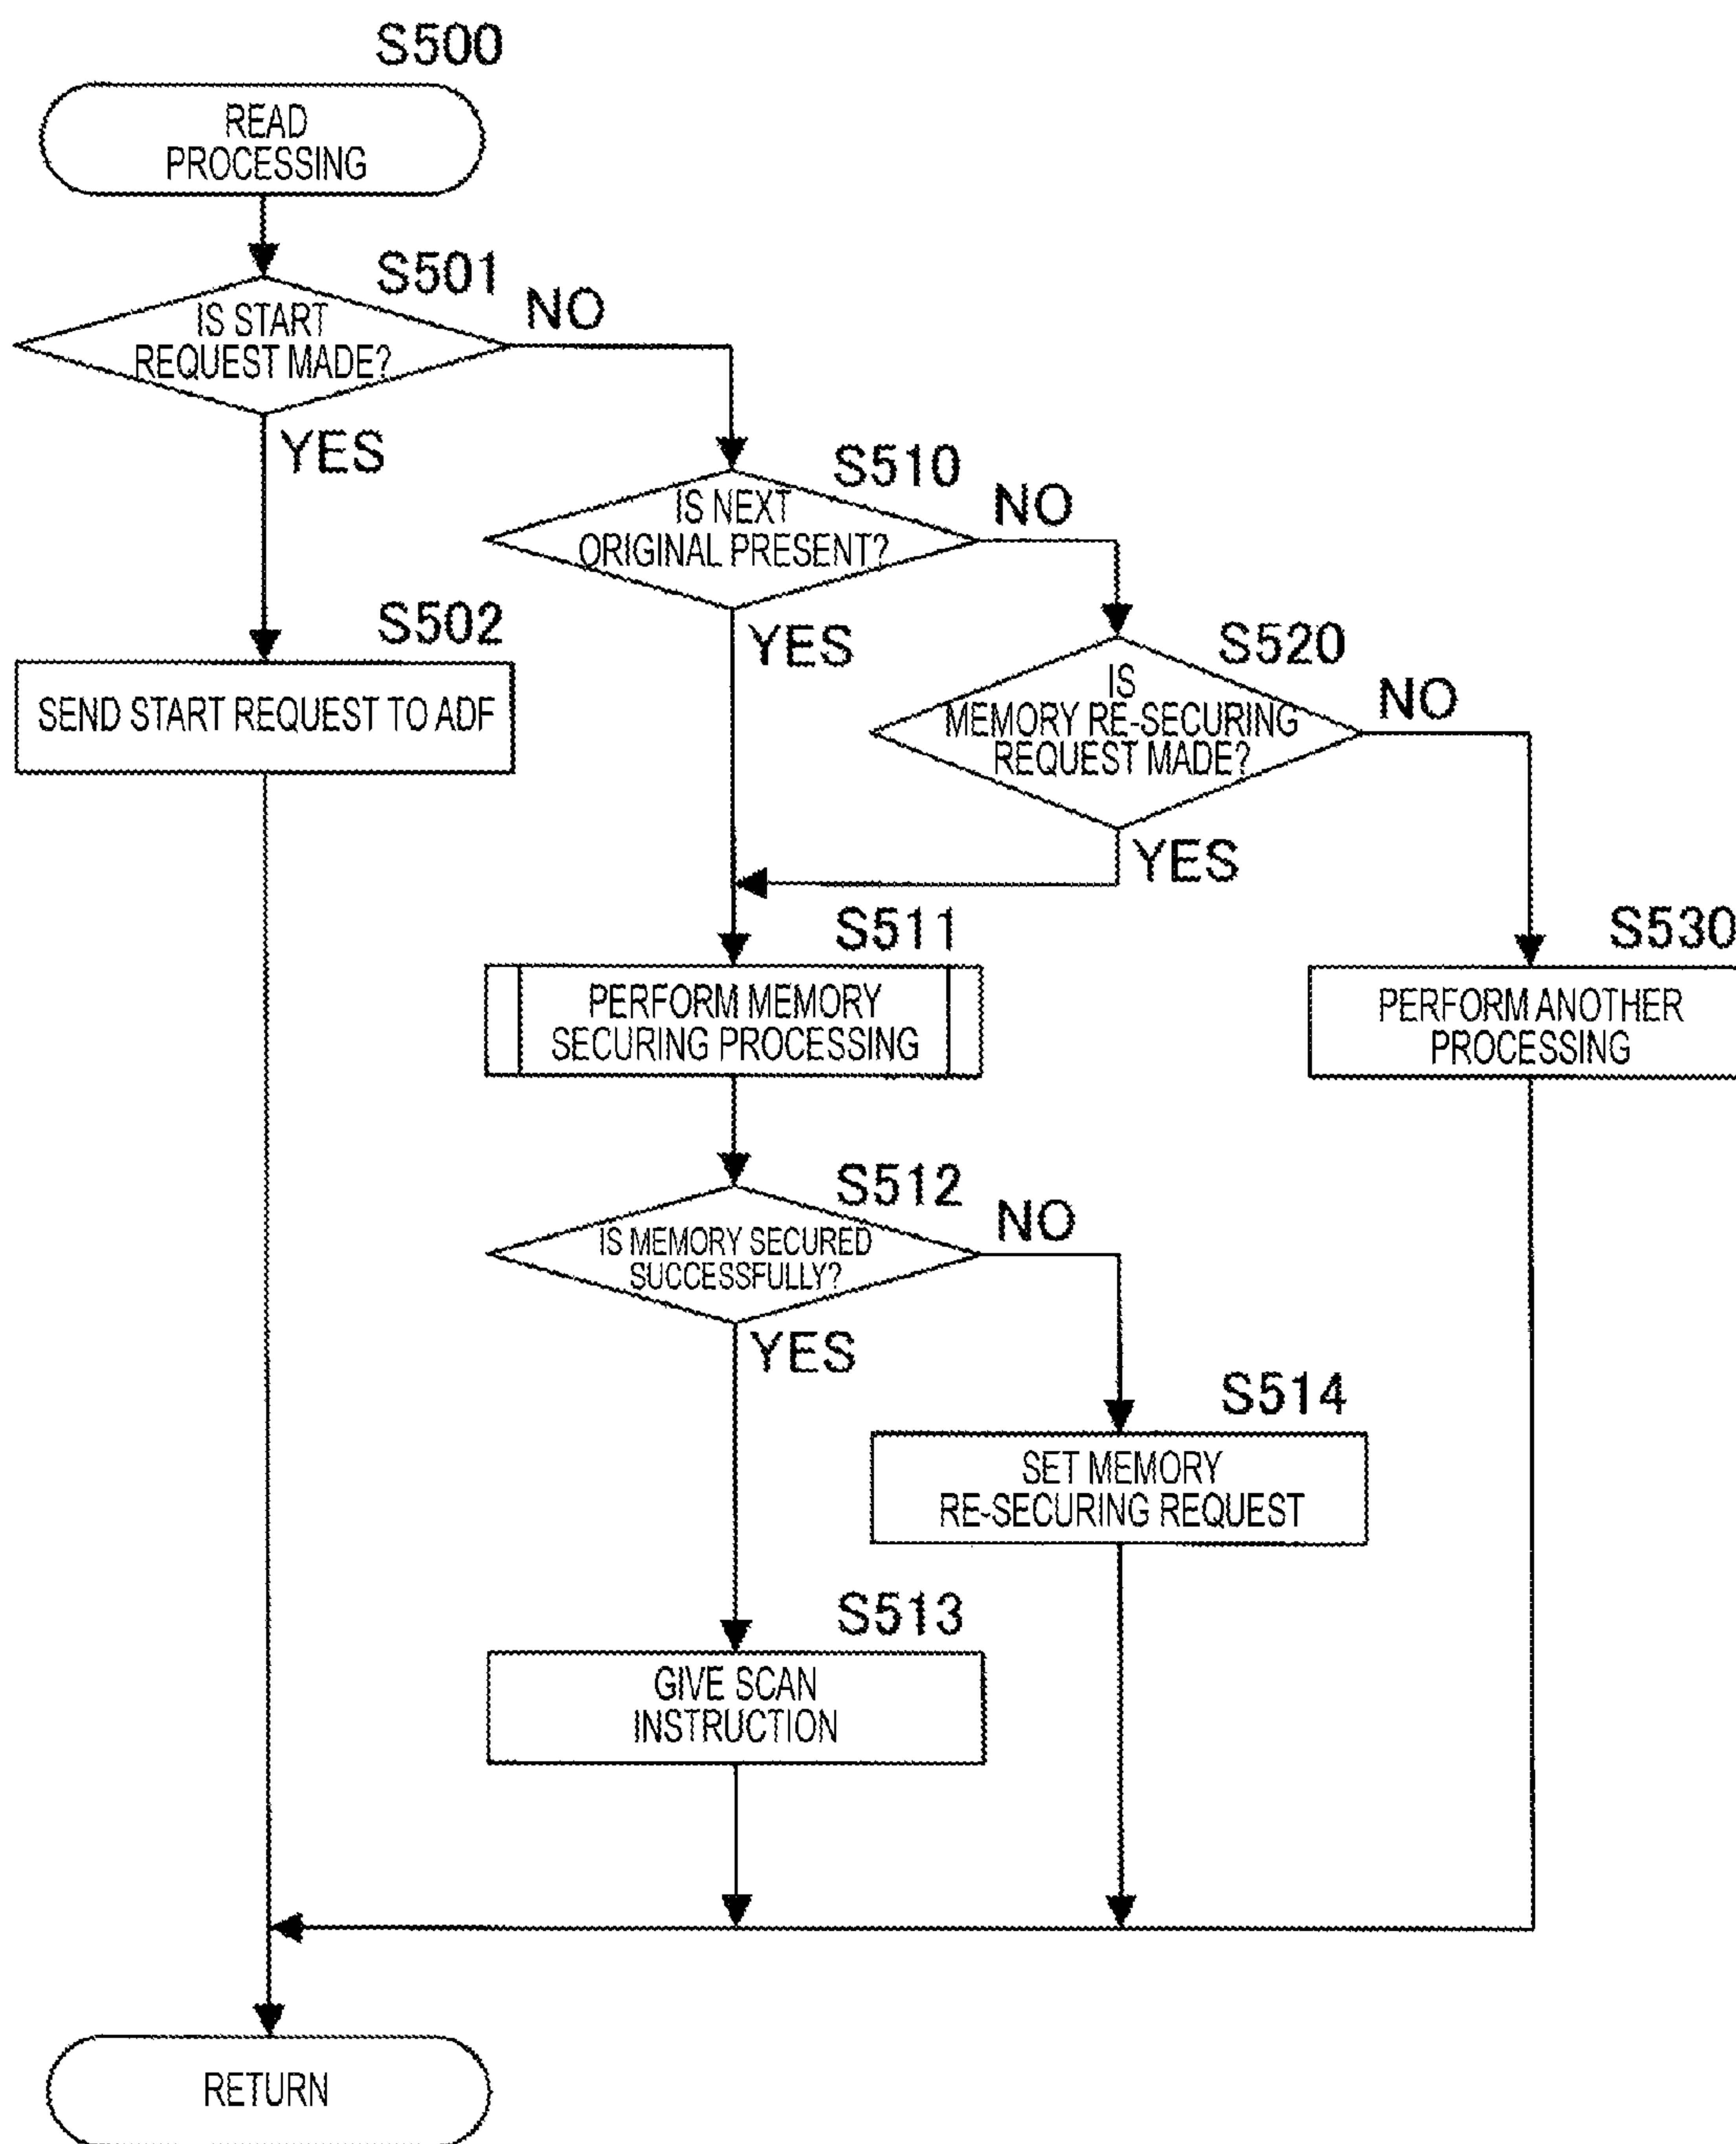 S500
READ
PROCESSING
S501
IS START
REQUEST MADE?
NO
YES
S510
IS NEXT
ORIGINAL PRESENT?
NO
YES
S502
SEND START REQUEST TO ADF
S520
IS
MEMORY RE-SECURING
REQUEST MADE?
NO
YES
S511
PERFORM MEMORY
SECURING PROCESSING
S530
PERFORM ANOTHER
PROCESSING
S512
IS MEMORY SECURED
SUCCESSFULLY?
NO
YES
S514
SET MEMORY
RE-SECURING REQUEST
S513
GIVE SCAN
INSTRUCTION
RETURN